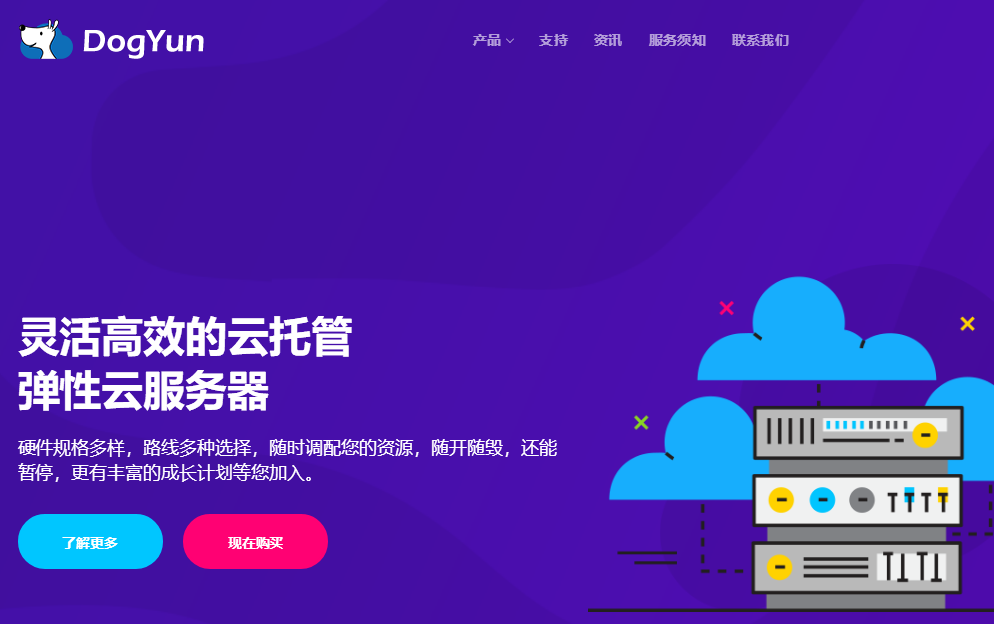 DogYun
产品 支持 资讯 服务须知 联系我们
灵活高效的云托管
弹性云服务器
硬件规格多样，路线多种选择，随时调配您的资源，随开随毁，还能
暂停，更有丰富的成长计划等您加入。
了解更多 现在购买